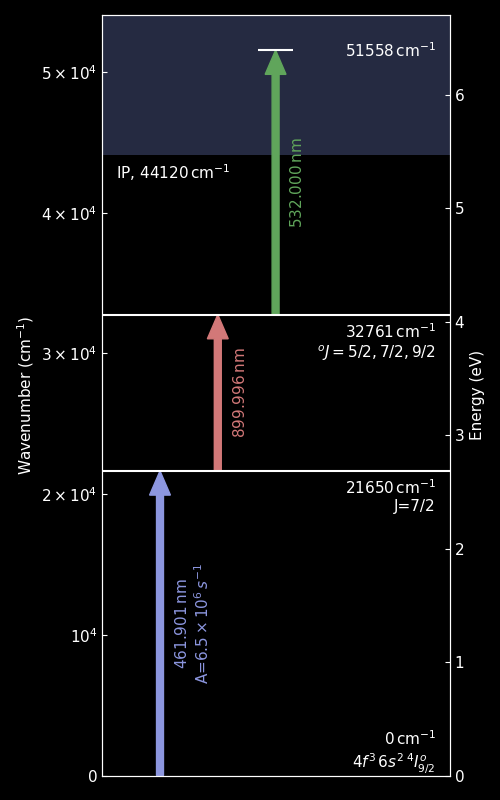 51558 cm⁻¹
5 × 10⁴
6
IP, 44120 cm⁻¹
532.000 nm
4 × 10⁴
5
32761 cm⁻¹
ᵒJ = 5/2, 7/2, 9/2
4
3 × 10⁴
899.996 nm
Wavenumber (cm⁻¹)
Energy (eV)
3
21650 cm⁻¹
J=7/2
2 × 10⁴
2
461.901 nm
A=6.5 × 10⁶ s⁻¹
10⁴
1
0 cm⁻¹
4f³ 6s² ⁴Iᵒ₉/₂
0
0